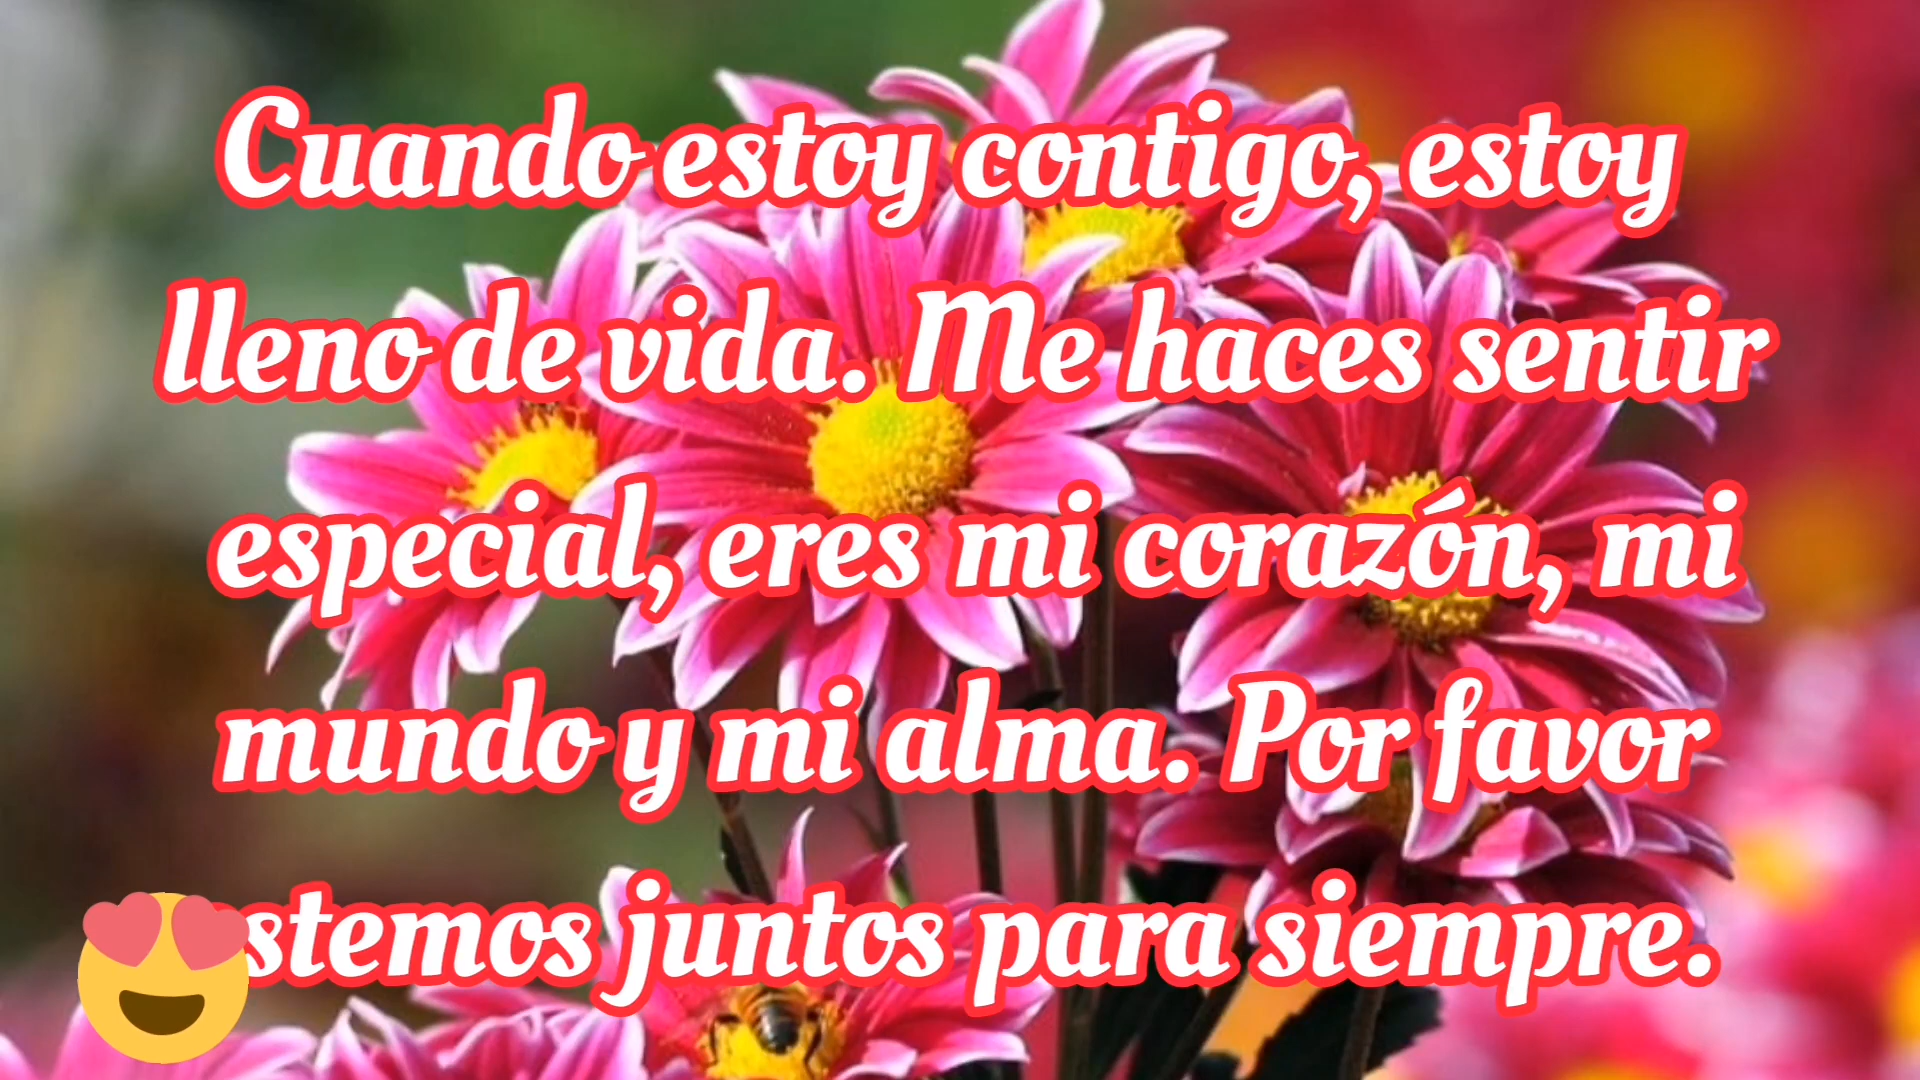 Cuando estoy contigo, estoy
lleno de vida. Me haces sentir
especial, eres mi corazón, mi
mundo y mi alma. Por favor
stemos juntos para siempre.